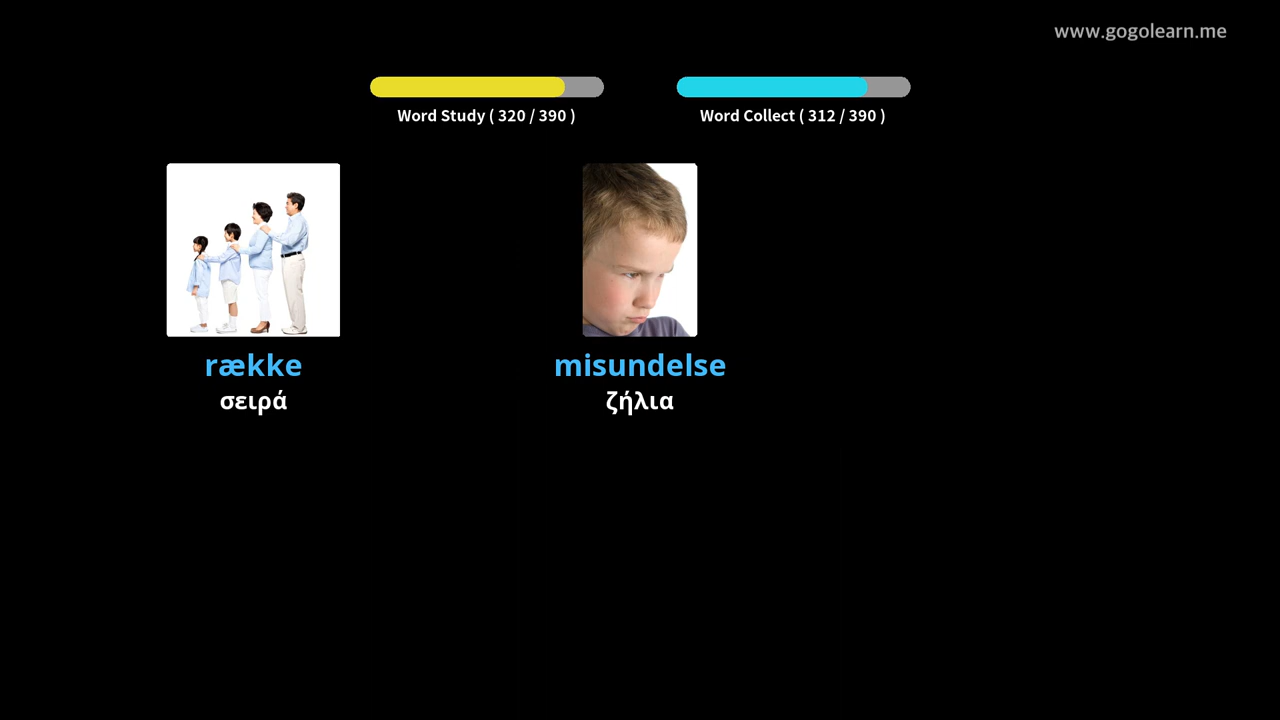 www.gogolearn.me
Word Study ( 320 / 390 )
Word Collect ( 312 / 390 )
række
σειρά
misundelse
ζήλια